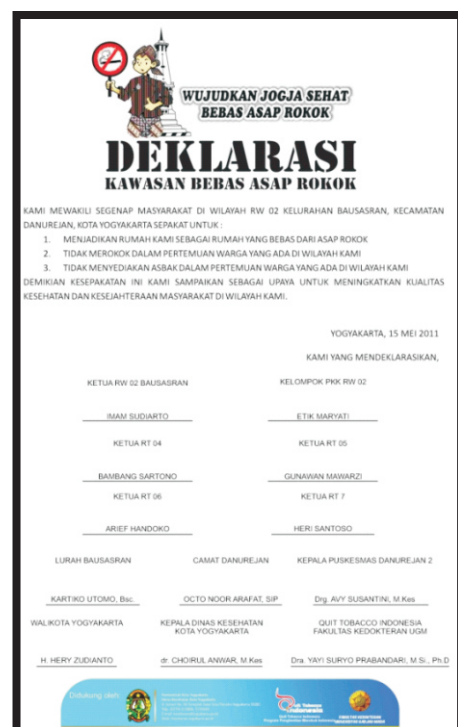 WUJUDKAN JOGJA SEHAT
BEBAS ASAP ROKOK
DEKLARASI
KAWASAN BEBAS ASAP ROKOK
KAMI MEWAKILI SEGENAP MASYARAKAT DI WILAYAH RW 02 KELURAHAN BAUSASRAN, KECAMATAN
DANUREJAN, KOTA YOGYAKARTA SEPAKAT UNTUK :
1. MENJADIKAN RUMAH KAMI SEBAGAI RUMAH YANG BEBAS DARI ASAP ROKOK
2. TIDAK MEROKOK DALAM PERTEMUAN WARGA YANG ADA DI WILAYAH KAMI
3. TIDAK MENYEDIAKAN ASBAK DALAM PERTEMUAN WARGA YANG ADA DI WILAYAH KAMI
DEMIKIAN KESEPAKATAN INI KAMI SAMPAIKAN SEBAGAI UPAYA UNTUK MENINGKATKAN KUALITAS
KESEHATAN DAN KESEJAHTERAAN MASYARAKAT DI WILAYAH KAMI.
YOGYAKARTA, 15 MEI 2011
KAMI YANG MENDEKLARASIKAN,
KETUA RW 02 BAUSASRAN KELOMPOK PKK RW 02
IMAM SUDIARTO ETIK MARYATI
KETUA RT 04 KETUA RT 05
BAMBANG SARTONO GUNAWAN MAWARZI
KETUA RT 06 KETUA RT 7
ARIEF HANDOKO HERI SANTOSO
LURAH BAUSASRAN CAMAT DANUREJAN KEPALA PUSKESMAS DANUREJAN 2
KARTIKO UTOMO, Bsc. OCTO NOOR ARAFAT, SIP Drg. AVY SUSANTINI, M.Kes
WALIKOTA YOGYAKARTA KEPALA DINAS KESEHATAN QUIT TOBACCO INDONESIA
KOTA YOGYAKARTA FAKULTAS KEDOKTERAN UGM
H. HERY ZUDIANTO dr. CHOIRUL ANWAR, M.Kes Dra. YAYI SURYO PRABANDARI, M.Si., Ph.D
Didukung oleh: